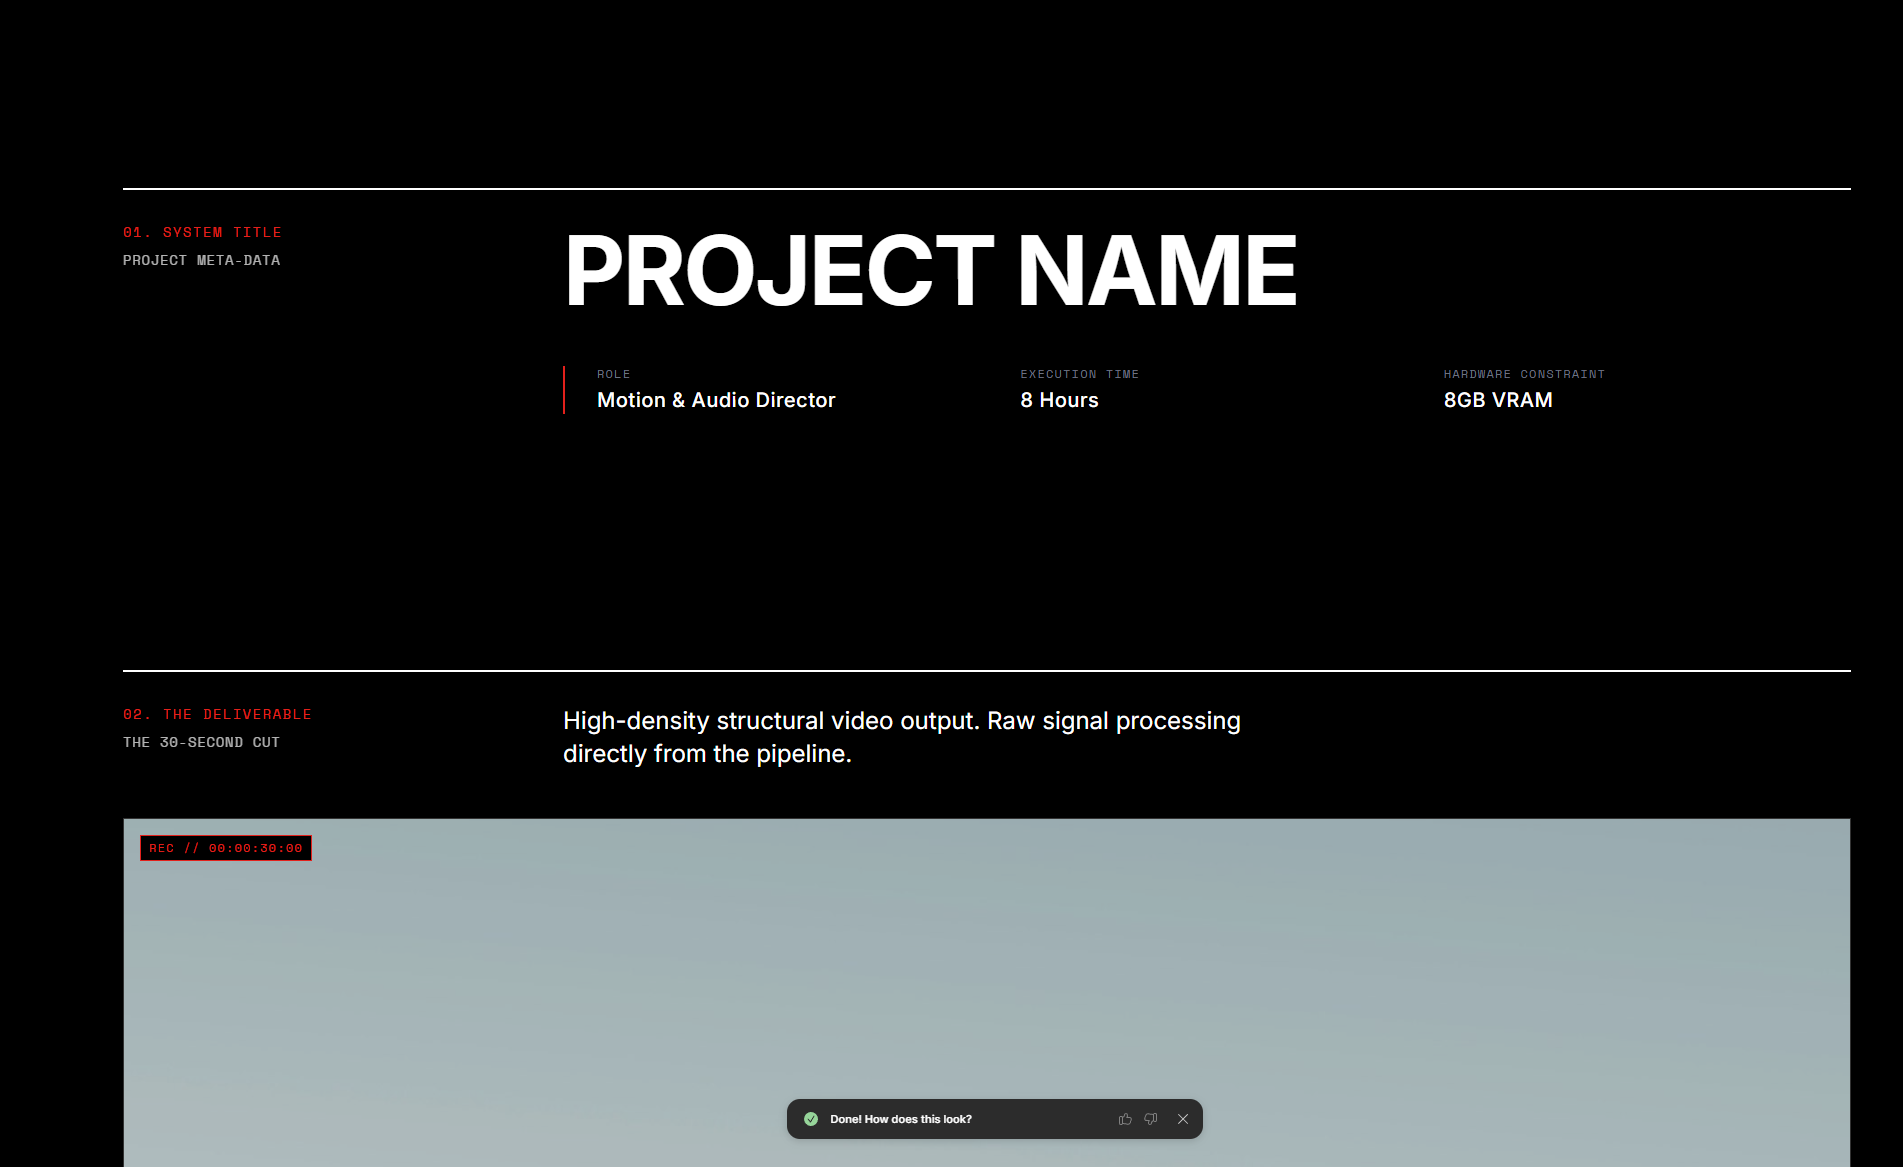 01. SYSTEM TITLE
PROJECT META-DATA
PROJECT NAME
ROLE
Motion & Audio Director
EXECUTION TIME
8 Hours
HARDWARE CONSTRAINT
8GB VRAM
02. THE DELIVERABLE
THE 30-SECOND CUT
High-density structural video output. Raw signal processing
directly from the pipeline.
REC // 00:00:30:00
Done! How does this look?